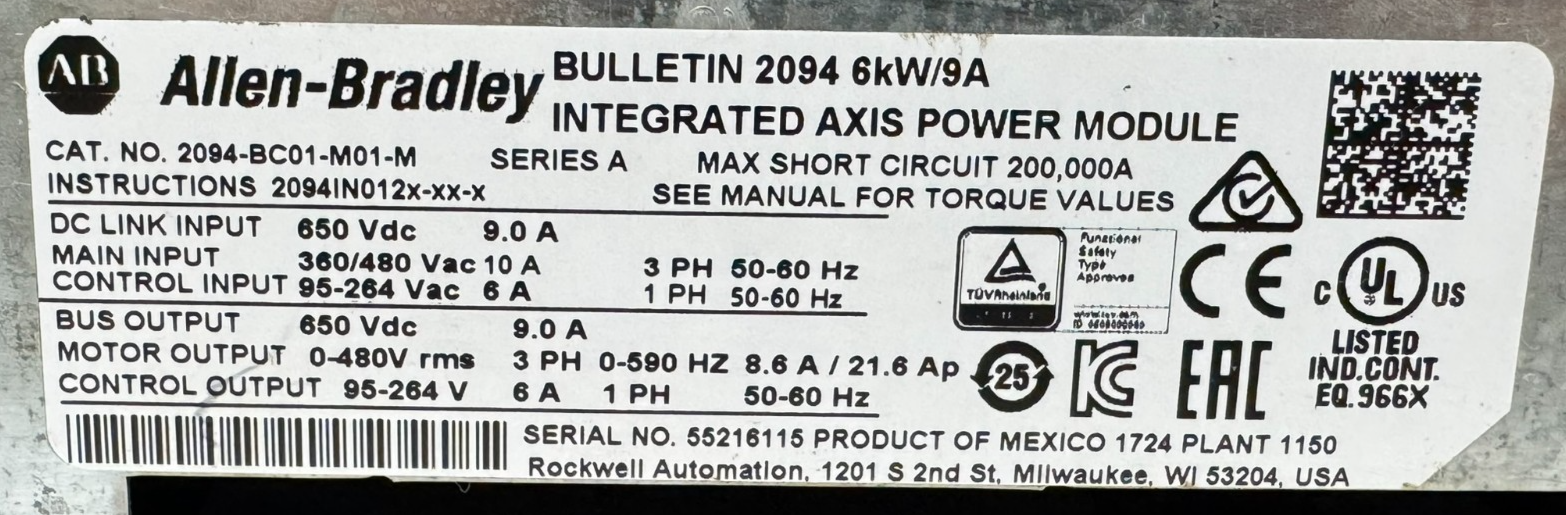 AB Allen-Bradley
BULLETIN 2094 6kW/9A
INTEGRATED AXIS POWER MODULE
CAT. NO. 2094-BC01-M01-M SERIES A MAX SHORT CIRCUIT 200,000A
INSTRUCTIONS 2094IN012x-xx-x SEE MANUAL FOR TORQUE VALUES
DC LINK INPUT 650 Vdc 9.0 A
MAIN INPUT 360/480 Vac 10 A 3 PH 50-60 Hz
CONTROL INPUT 95-264 Vac 6 A 1 PH 50-60 Hz
BUS OUTPUT 650 Vdc 9.0 A
MOTOR OUTPUT 0-480V rms 3 PH 0-590 HZ 8.6 A / 21.6 Ap
CONTROL OUTPUT 95-264 V 6 A 1 PH 50-60 Hz
TÜVRheinland
Functional
Safety
Type
Approved
CE
C UL US
LISTED
IND.CONT.
EQ.966X
25
KC
EAC
SERIAL NO. 55216115 PRODUCT OF MEXICO 1724 PLANT 1150
Rockwell Automation, 1201 S 2nd St, Milwaukee, WI 53204, USA